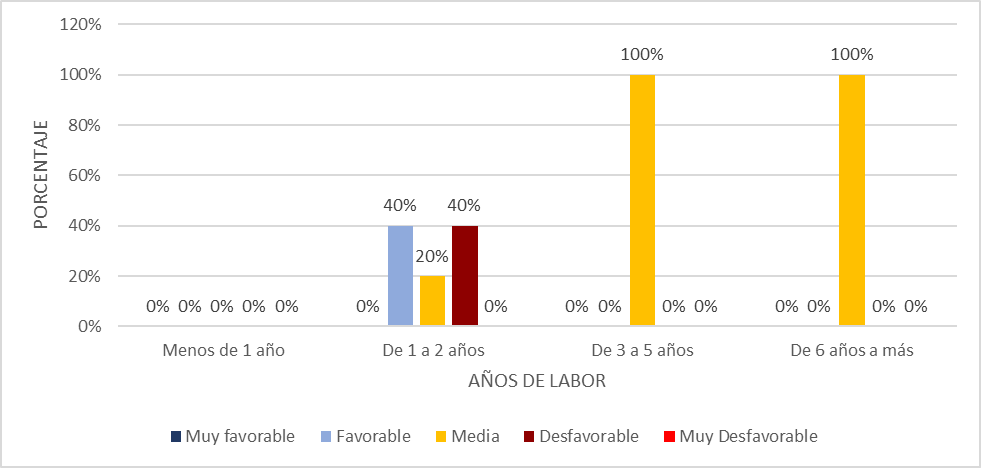 120%
100%
80%
60%
40%
20%
0%
PORCENTAJE
0% 0% 0% 0% 0%
0% 40% 20% 40% 0%
0% 0% 100% 0% 0%
0% 0% 100% 0% 0%
Menos de 1 año
De 1 a 2 años
De 3 a 5 años
De 6 años a más
AÑOS DE LABOR
Muy favorable Favorable Media Desfavorable Muy Desfavorable